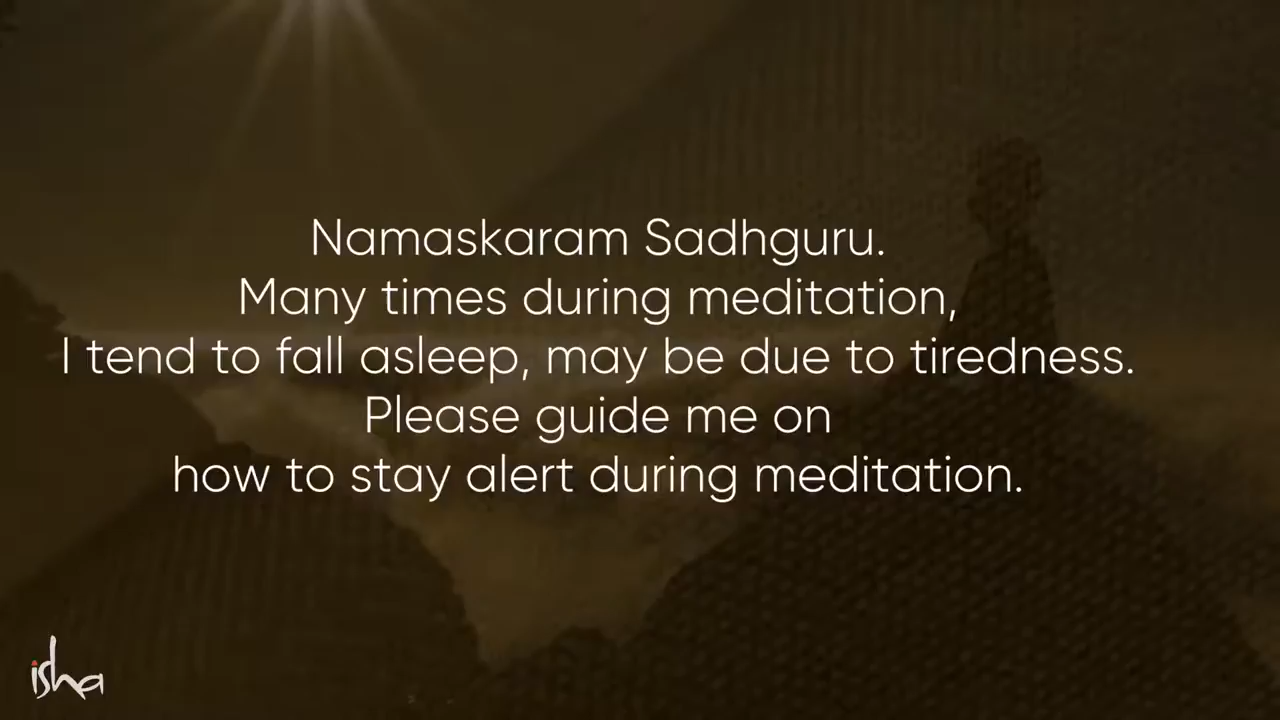 Namaskaram Sadhguru.
Many times during meditation,
I tend to fall asleep, may be due to tiredness.
Please guide me on
how to stay alert during meditation.
isha